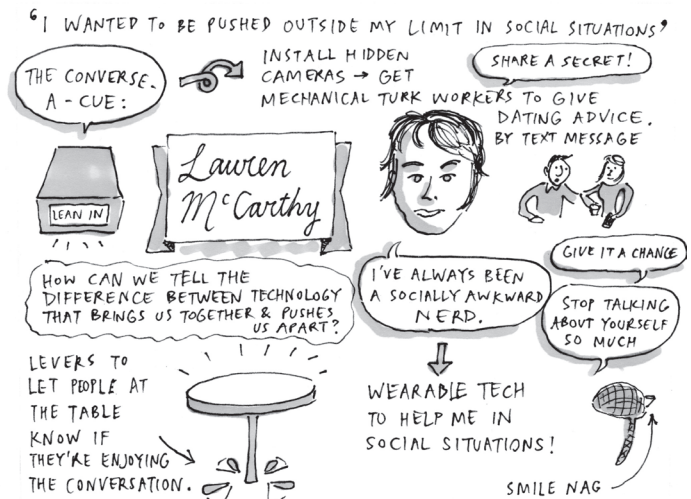 'I WANTED TO BE PUSHED OUTSIDE MY LIMIT IN SOCIAL SITUATIONS'
THE CONVERSE-
A-CUE:
INSTALL HIDDEN
CAMERAS → GET
MECHANICAL TURK WORKERS TO GIVE
DATING ADVICE.
BY TEXT MESSAGE
SHARE A SECRET!
LEAN IN
Lauren
McCarthy
HOW CAN WE TELL THE
DIFFERENCE BETWEEN TECHNOLOGY
THAT BRINGS US TOGETHER & PUSHES
US APART?
I'VE ALWAYS BEEN
A SOCIALLY AWKWARD
NERD.
GIVE IT A CHANCE
STOP TALKING
ABOUT YOURSELF
SO MUCH
LEVERS TO
LET PEOPLE AT
THE TABLE
KNOW IF
THEY'RE ENJOYING
THE CONVERSATION.
WEARABLE TECH
TO HELP ME IN
SOCIAL SITUATIONS!
SMILE NAG